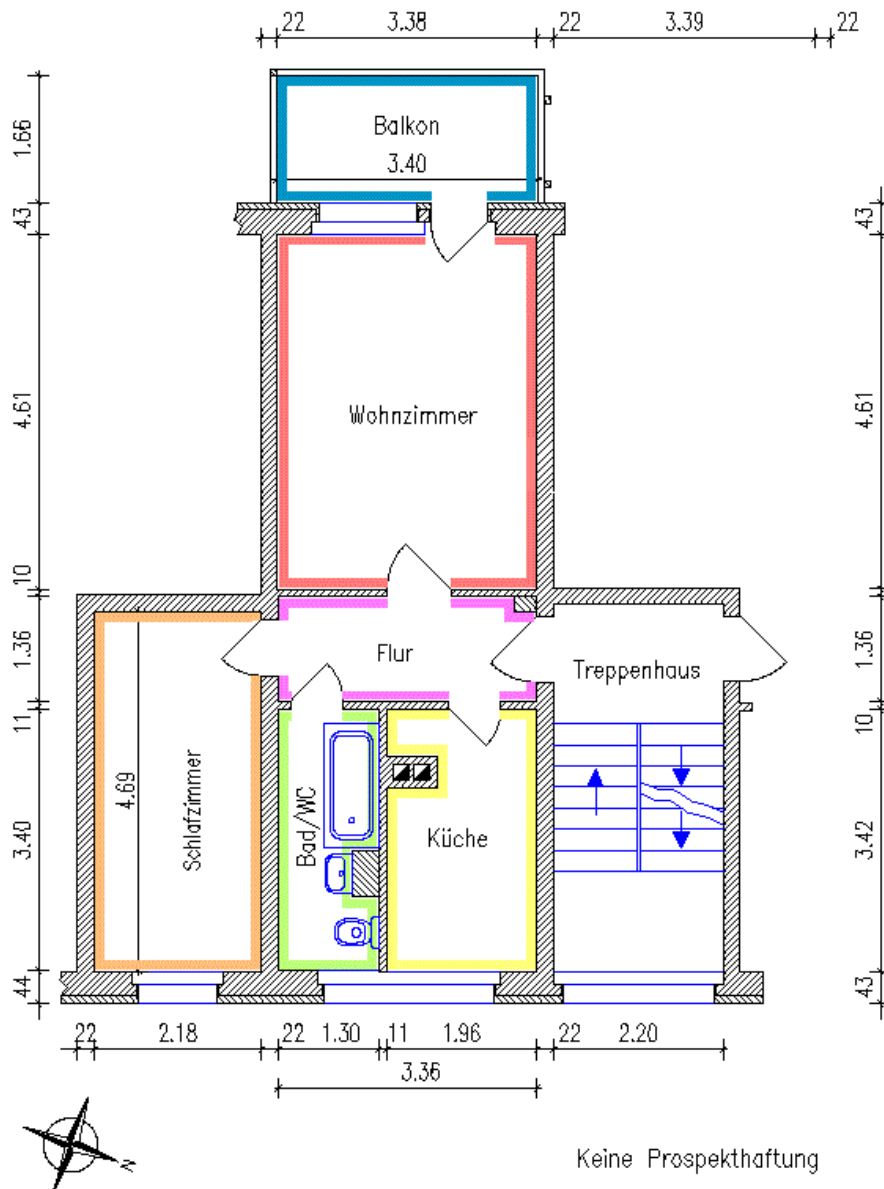 22 3.38 22 3.39 22
1.66
Balkon
3.40
43 43
4.61 4.61
Wohnzimmer
10 10
1.36 1.36
Flur
Treppenhaus
11 10
4.69
Schlafzimmer
Bad/WC
Küche
3.40 3.42
44 43
22 2.18 22 1.30 11 1.96 22 2.20
3.36
N
Keine Prospekthaftung